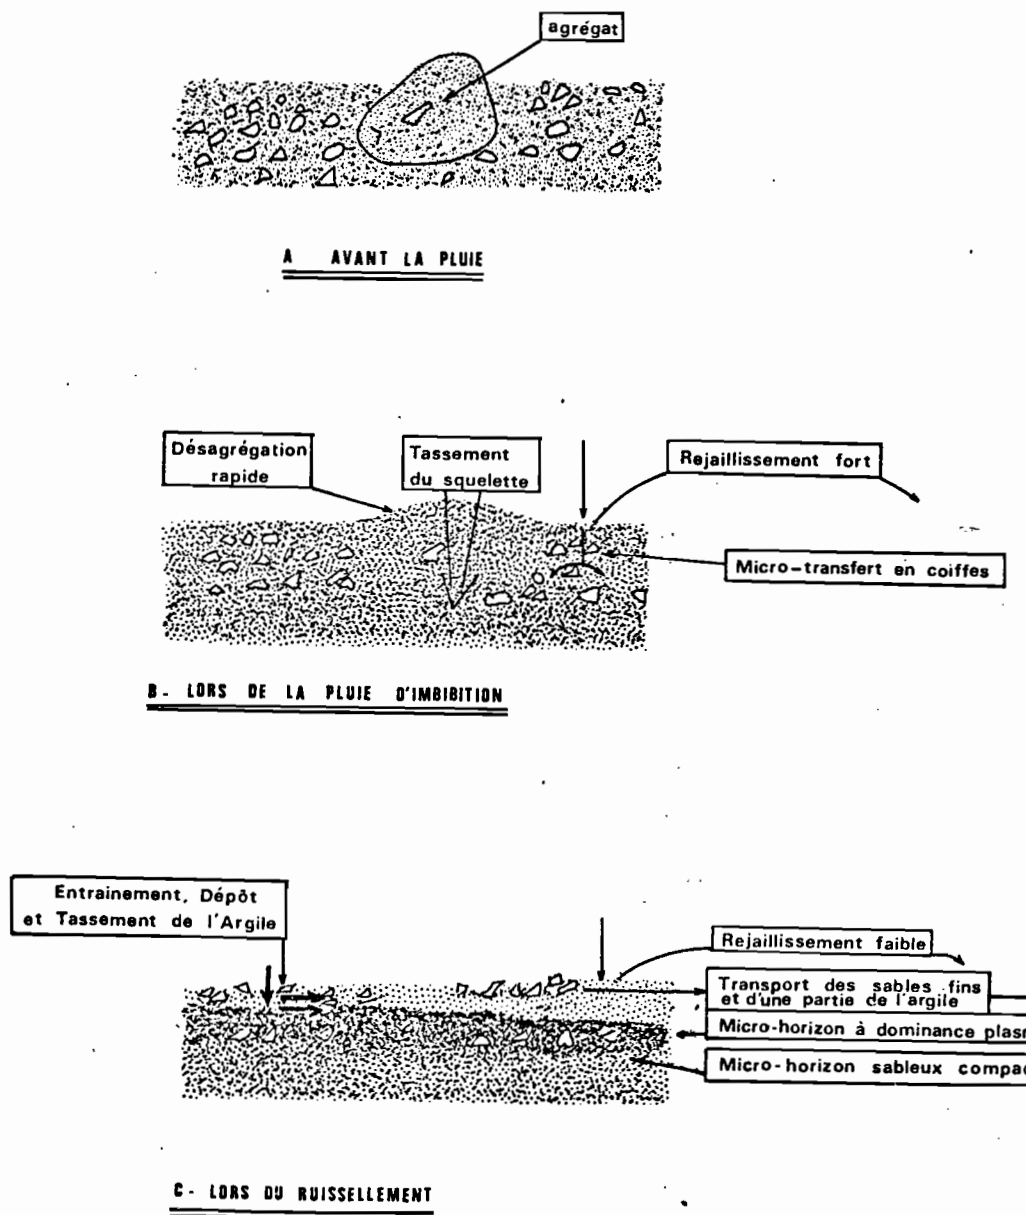 agrégat
A AVANT LA PLUIE
Désagrégation
rapide
Tassement
du squelette
Rejaillissement fort
Micro-transfert en coiffes
B - LORS DE LA PLUIE D'IMBIBITION
Entrainement, Dépôt
et Tassement de l'Argile
Rejaillissement faible
Transport des sables fins
et d'une partie de l'argile
Micro-horizon à dominance
Micro-horizon sableux
C - LORS DU RUISSELLEMENT